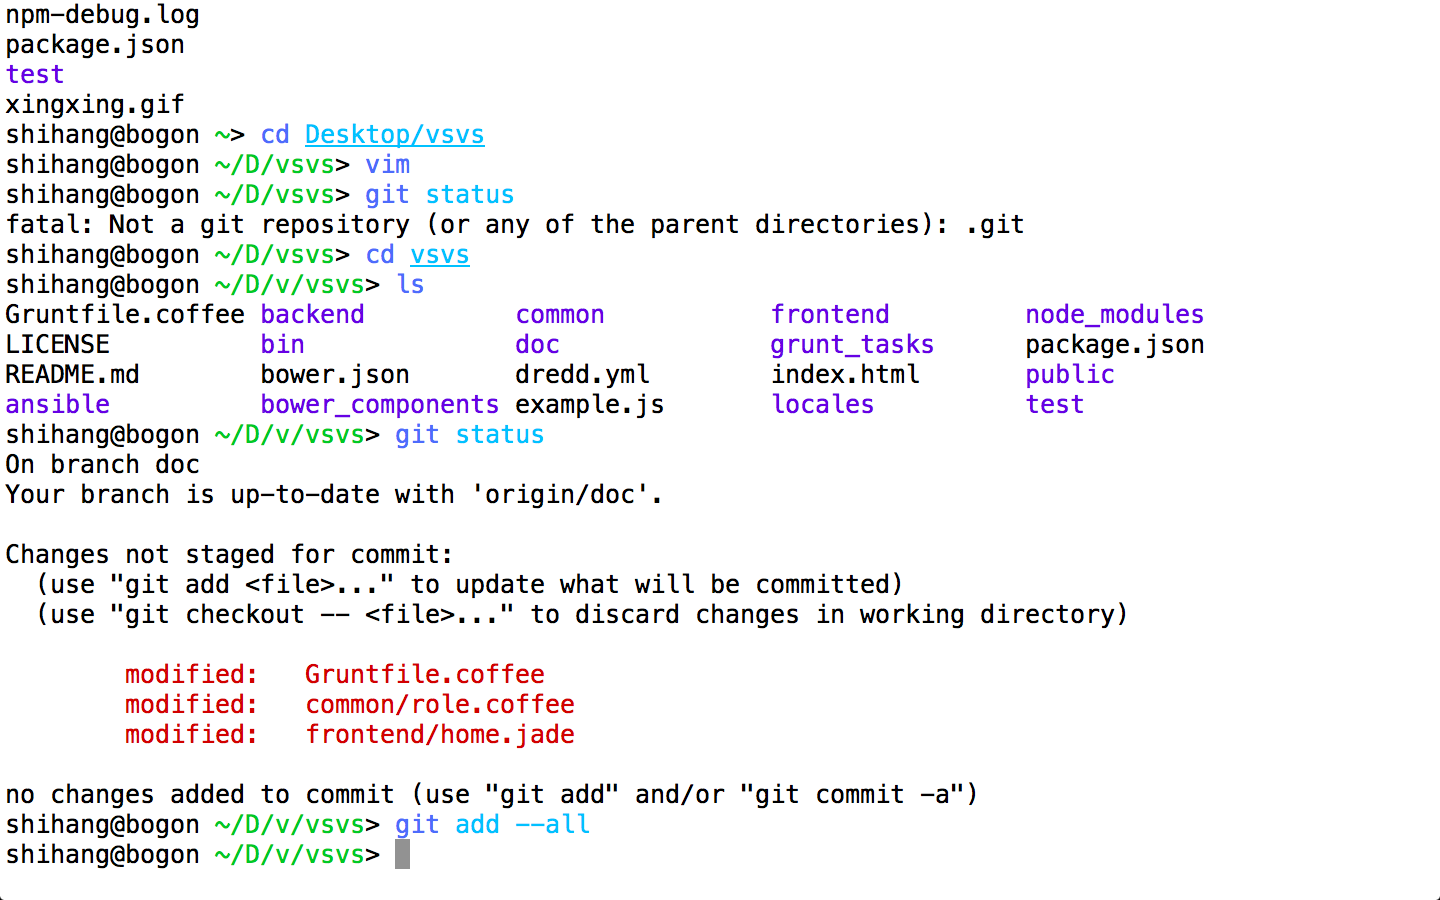 npm-debug.log
package.json
test
xingxing.gif
shihang@bogon ~> cd Desktop/vsvs
shihang@bogon ~/D/vsvs> vim
shihang@bogon ~/D/vsvs> git status
fatal: Not a git repository (or any of the parent directories): .git
shihang@bogon ~/D/vsvs> cd vsvs
shihang@bogon ~/D/v/vsvs> ls
Gruntfile.coffee backend          common           frontend         node_modules
LICENSE          bin              doc              grunt_tasks      package.json
README.md        bower.json       dredd.yml        index.html       public
ansible          bower_components example.js       locales          test
shihang@bogon ~/D/v/vsvs> git status
On branch doc
Your branch is up-to-date with 'origin/doc'.

Changes not staged for commit:
  (use "git add <file>..." to update what will be committed)
  (use "git checkout -- <file>..." to discard changes in working directory)

        modified:   Gruntfile.coffee
        modified:   common/role.coffee
        modified:   frontend/home.jade

no changes added to commit (use "git add" and/or "git commit -a")
shihang@bogon ~/D/v/vsvs> git add --all
shihang@bogon ~/D/v/vsvs>